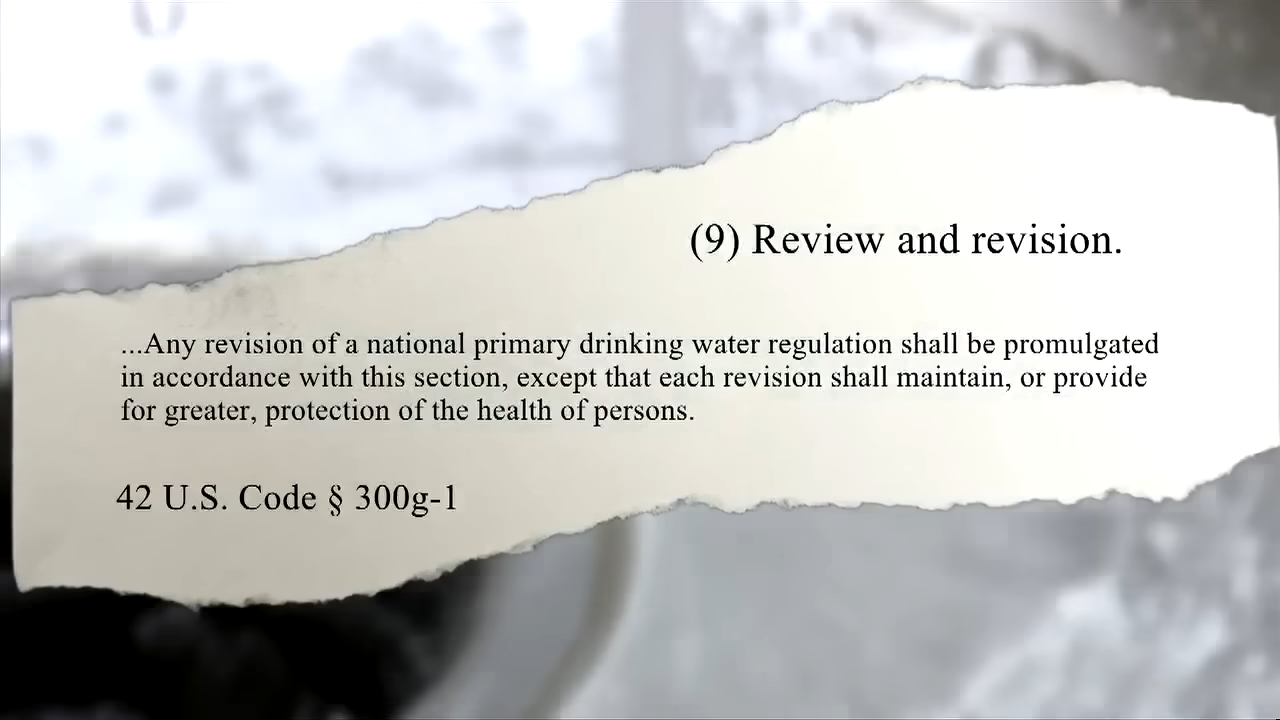 (9) Review and revision.
...Any revision of a national primary drinking water regulation shall be promulgated
in accordance with this section, except that each revision shall maintain, or provide
for greater, protection of the health of persons.
42 U.S. Code § 300g-1